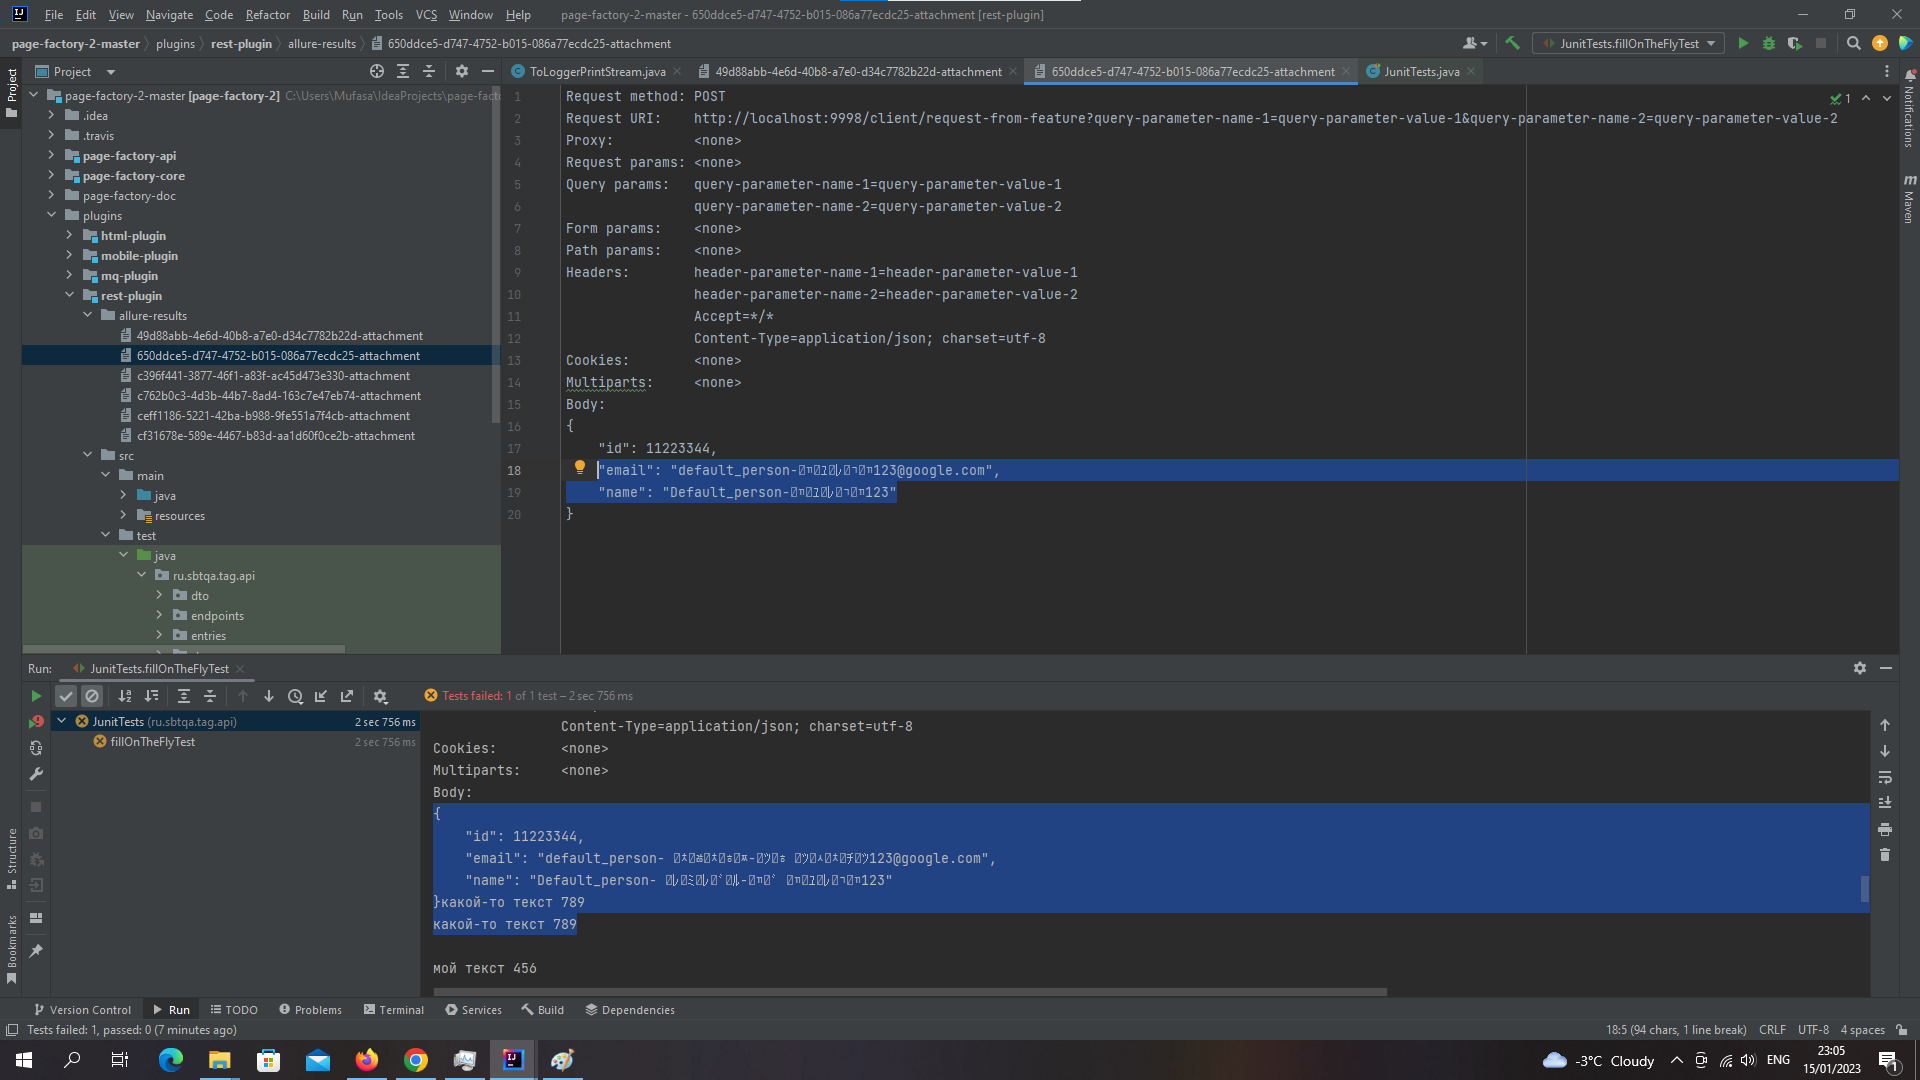 File Edit View Navigate Code Refactor Build Run Tools VCS Window Help page-factory-2-master - 650ddce5-d747-4752-b015-086a77ecdc25-attachment [rest-plugin]
page-factory-2-master plugins rest-plugin allure-results 650ddce5-d747-4752-b015-086a77ecdc25-attachment JunitTests.fillOnTheFlyTest
Project
Project
ToLoggerPrintStream.java 49d88abb-4e6d-40b8-a7e0-d34c7782b22d-attachment 650ddce5-d747-4752-b015-086a77ecdc25-attachment JunitTests.java
page-factory-2-master [page-factory-2] C:\Users\Mufasa\IdeaProjects\page-fact
.idea
.travis
page-factory-api
page-factory-core
page-factory-doc
plugins
html-plugin
mobile-plugin
mq-plugin
rest-plugin
allure-results
49d88abb-4e6d-40b8-a7e0-d34c7782b22d-attachment
650ddce5-d747-4752-b015-086a77ecdc25-attachment
c396f441-3877-46f1-a83f-ac45d473e330-attachment
c762b0c3-4d3b-44b7-8ad4-163c7e47eb74-attachment
ceff1186-5221-42ba-b988-9fe551a7f4cb-attachment
cf31678e-589e-4467-b83d-aa1d60f0ce2b-attachment
src
main
java
resources
test
java
ru.sbtqa.tag.api
dto
endpoints
entries
1 Request method: POST
2 Request URI: http://localhost:9998/client/request-from-feature?query-parameter-name-1=query-parameter-value-1&query-parameter-name-2=query-parameter-value-2
3 Proxy: <none>
4 Request params: <none>
5 Query params: query-parameter-name-1=query-parameter-value-1
6 query-parameter-name-2=query-parameter-value-2
7 Form params: <none>
8 Path params: <none>
9 Headers: header-parameter-name-1=header-parameter-value-1
10 header-parameter-name-2=header-parameter-value-2
11 Accept=*/*
12 Content-Type=application/json; charset=utf-8
13 Cookies: <none>
14 Multiparts: <none>
15 Body:
16 {
17 "id": 11223344,
18 "email": "default_person-123@google.com",
19 "name": "Default_person-123"
20 }
1
Notifications
Maven
Run: JunitTests.fillOnTheFlyTest
Tests failed: 1 of 1 test – 2 sec 756 ms
JunitTests (ru.sbtqa.tag.api) 2 sec 756 ms
fillOnTheFlyTest 2 sec 756 ms
Content-Type=application/json; charset=utf-8
Cookies: <none>
Multiparts: <none>
Body:
{
"id": 11223344,
"email": "default_person- 123@google.com",
"name": "Default_person- 123"
}какой-то текст 789
какой-то текст 789
мой текст 456
Structure
Bookmarks
Version Control Run TODO Problems Terminal Services Build Dependencies
Tests failed: 1, passed: 0 (7 minutes ago) 18:5 (94 chars, 1 line break) CRLF UTF-8 4 spaces
-3°C Cloudy ENG 23:05
15/01/2023
1